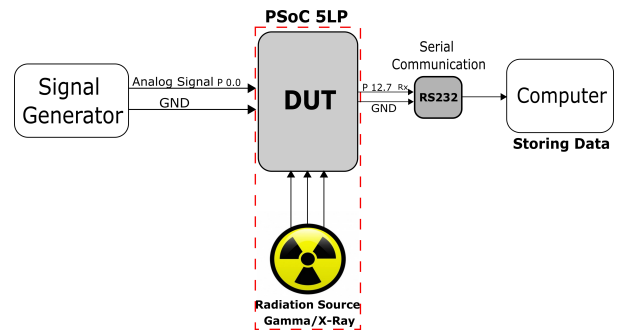 PSoC 5LP
Signal
Generator
Analog Signal P 0.0
GND
DUT
P 12.7 Rx
GND
Serial
Communication
RS232
Computer
Storing Data
Radiation Source
Gamma/X-Ray